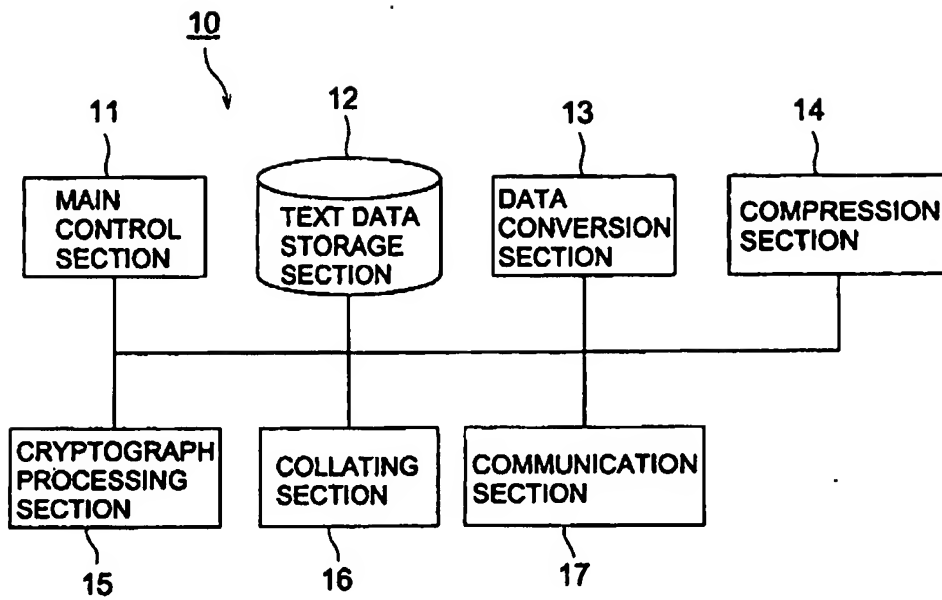 10
11
12
13
14
MAIN
CONTROL
SECTION
TEXT DATA
STORAGE
SECTION
DATA
CONVERSION
SECTION
COMPRESSION
SECTION
CRYPTOGRAPH
PROCESSING
SECTION
COLLATING
SECTION
COMMUNICATION
SECTION
15
16
17